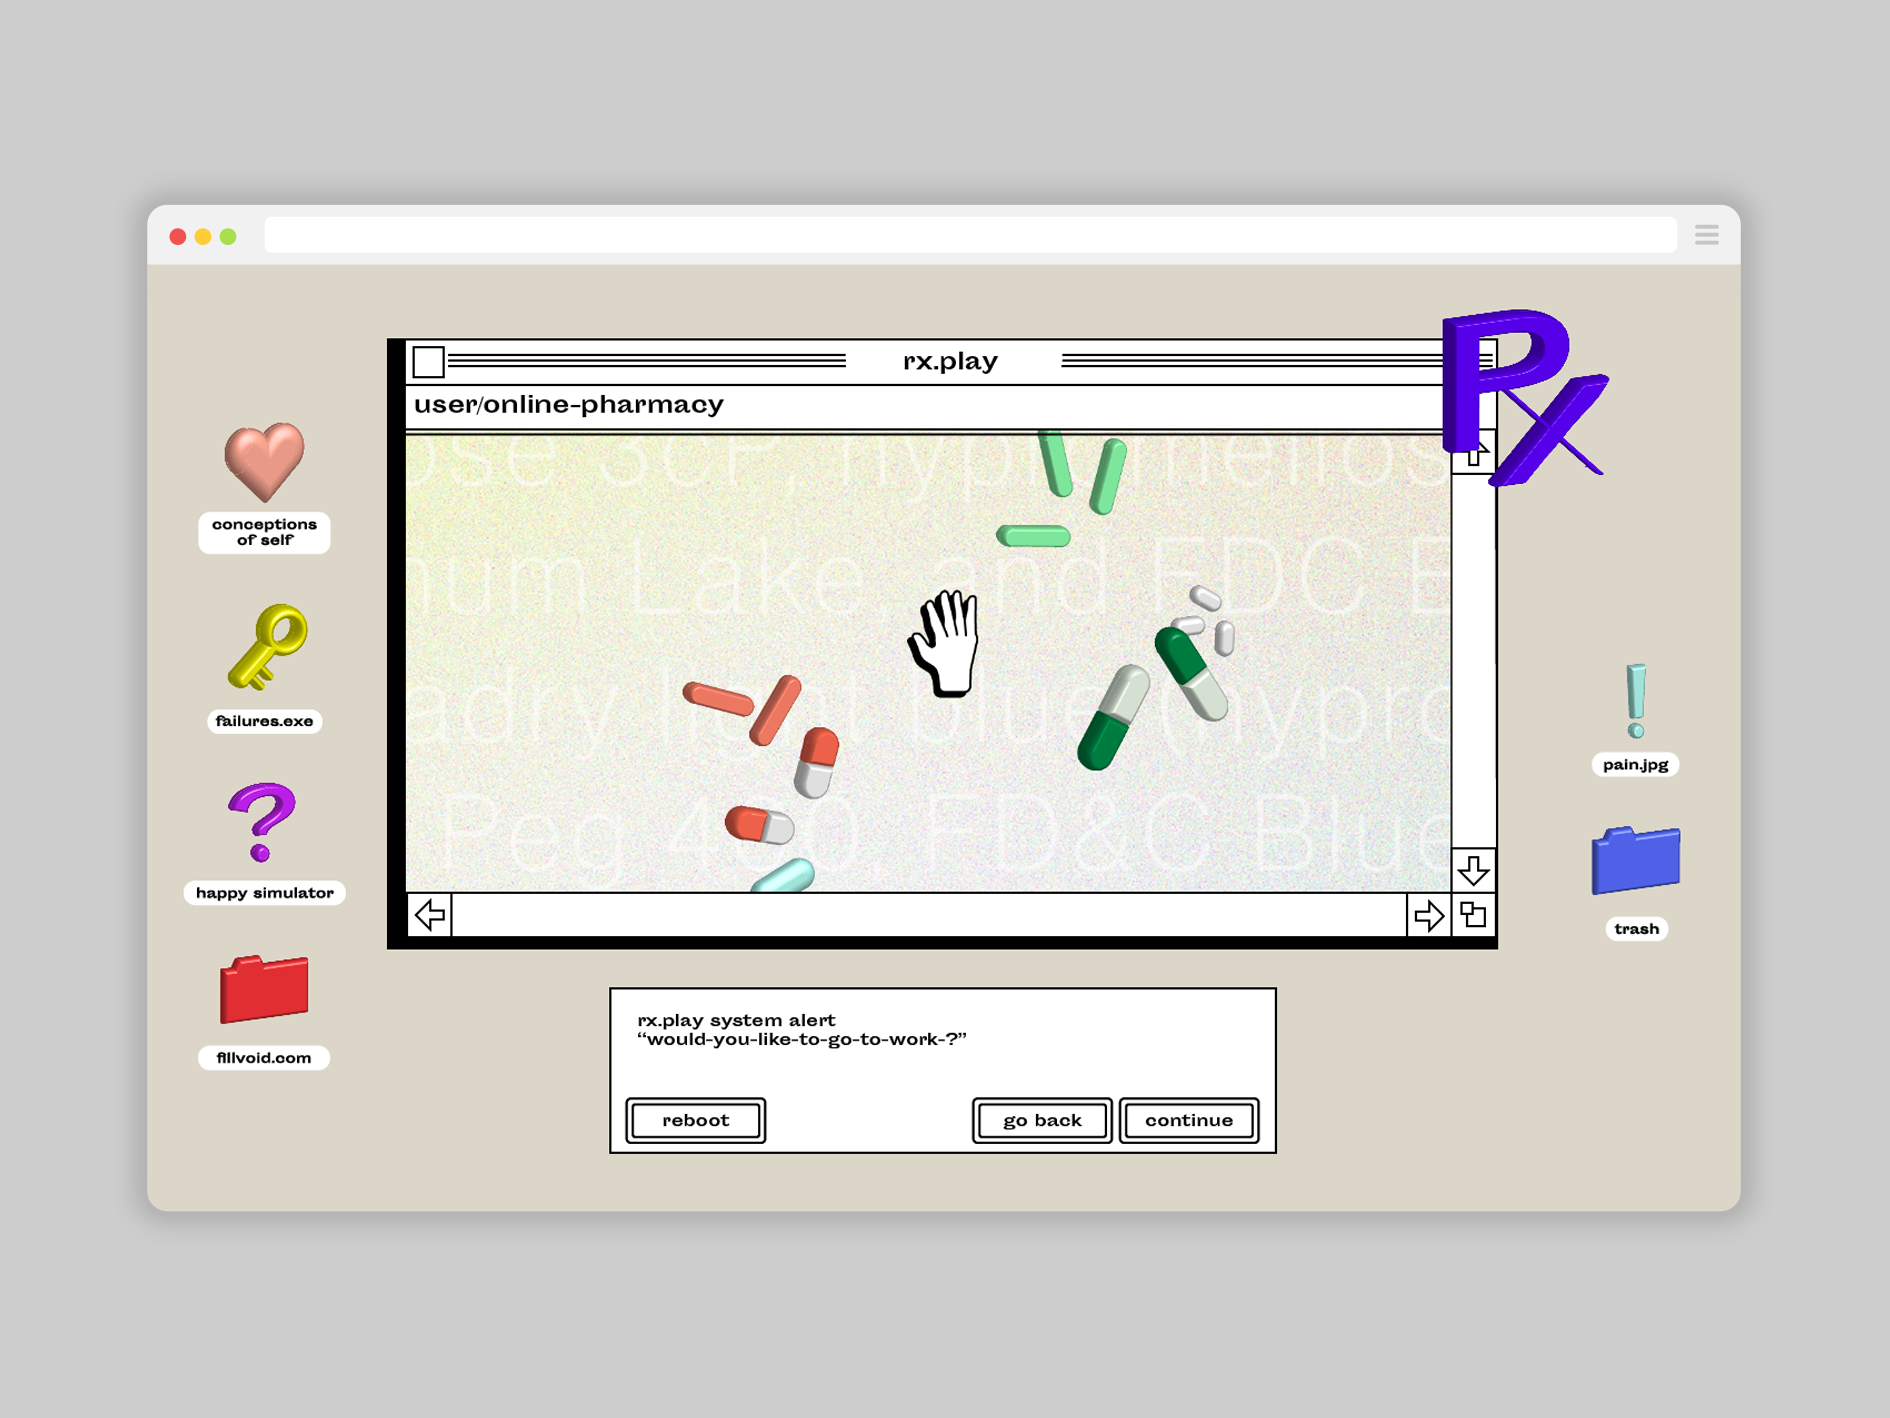 rx.play
user/online-pharmacy
Rx
ose 3cP, hypromellos
num Lake, and FDC
adry light blue (hypro
Peg 400, FD&C Blue
conceptions
of self
failures.exe
happy simulator
fillvoid.com
pain.jpg
trash
rx.play system alert
“would-you-like-to-go-to-work-?”
reboot
go back
continue